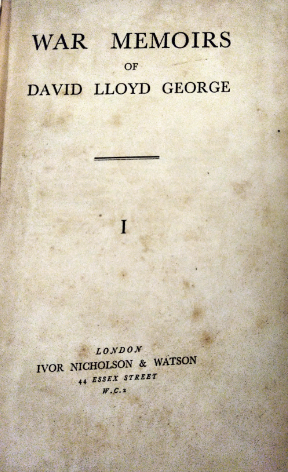 WAR MEMOIRS
OF
DAVID LLOYD GEORGE
I
LONDON
IVOR NICHOLSON & WATSON
44 ESSEX STREET
W.C.2